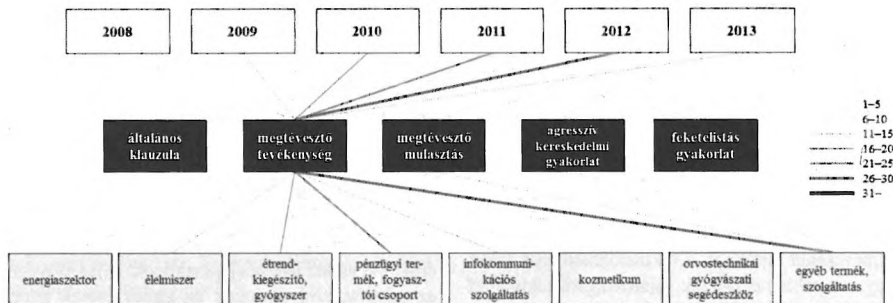 2008 2009 2010 2011 2012 2013
általános
klauzula
megtévesztő
tevékenység
megtévesztő
mulasztás
agresszív
kereskedelmi
gyakorlat
feketelistás
gyakorlat
1–5
6–10
11–15
16–20
21–25
26–30
31–
energiaszektor
élelmiszer
étrend-
kiegészítő,
gyógyszer
pénzügyi ter-
mék, fogyasz-
tói csoport
infokommuni-
kációs
szolgáltatás
kozmetikum
orvostechnikai
gyógyászati
segédeszköz
egyéb termék,
szolgáltatás